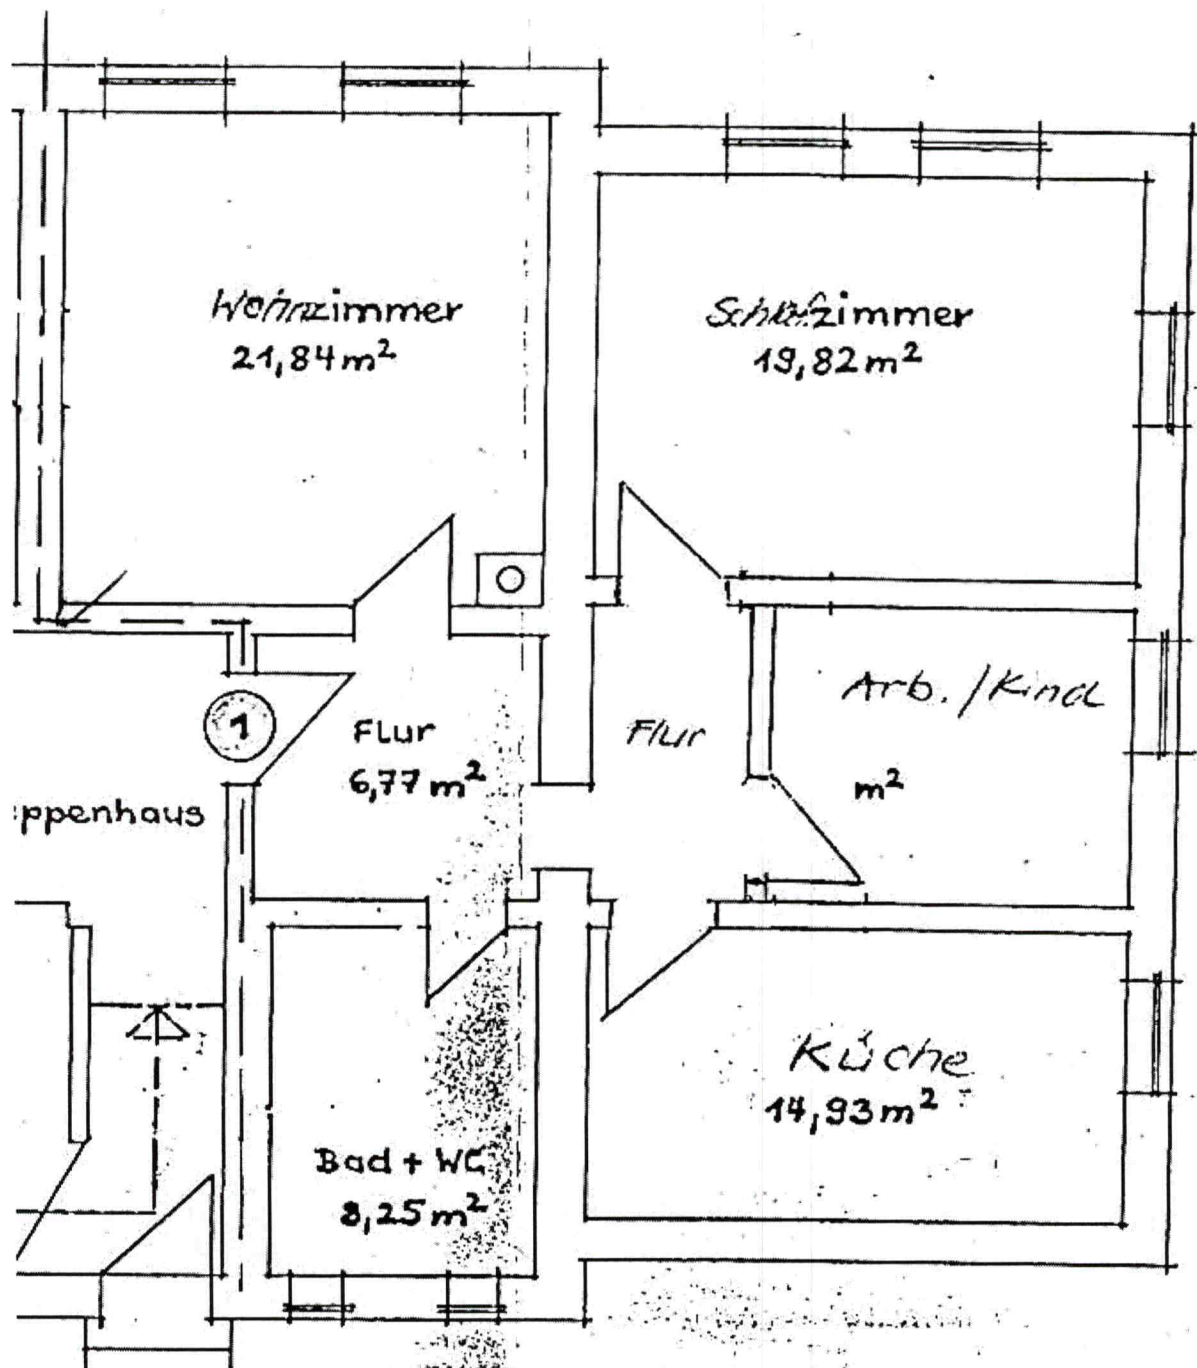 Wohnzimmer
21,84 m²
Schlafzimmer
19,82 m²
Arb. / Kind
m²
1
Flur
6,77 m²
Flur
ppenhaus
Küche
14,93 m²
Bad + WC
8,25 m²